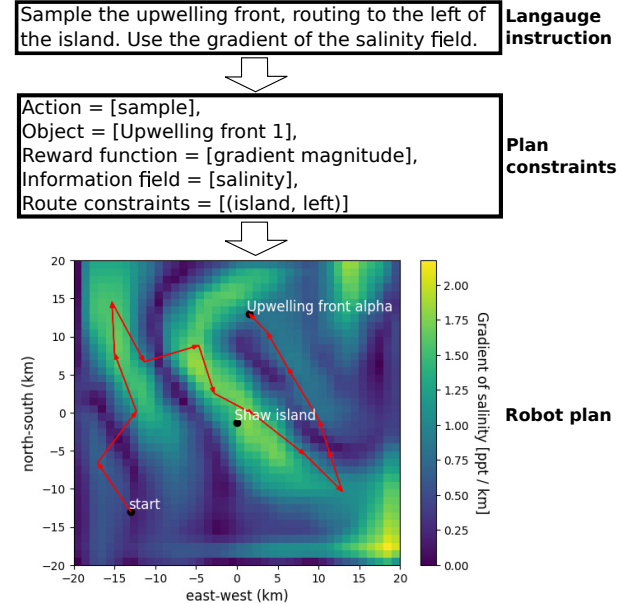 Sample the upwelling front, routing to the left of
the island. Use the gradient of the salinity field.
Langauge
instruction
Action = [sample],
Object = [Upwelling front 1],
Reward function = [gradient magnitude],
Information field = [salinity],
Route constraints = [(island, left)]
Plan
constraints
20
15
10
5
0
−5
−10
−15
−20
north-south (km)
Upwelling front alpha
Shaw island
start
−20 −15 −10 −5 0 5 10 15 20
east-west (km)
2.00
1.75
1.50
1.25
1.00
0.75
0.50
0.25
0.00
Gradient of salinity [ppt / km]
Robot plan